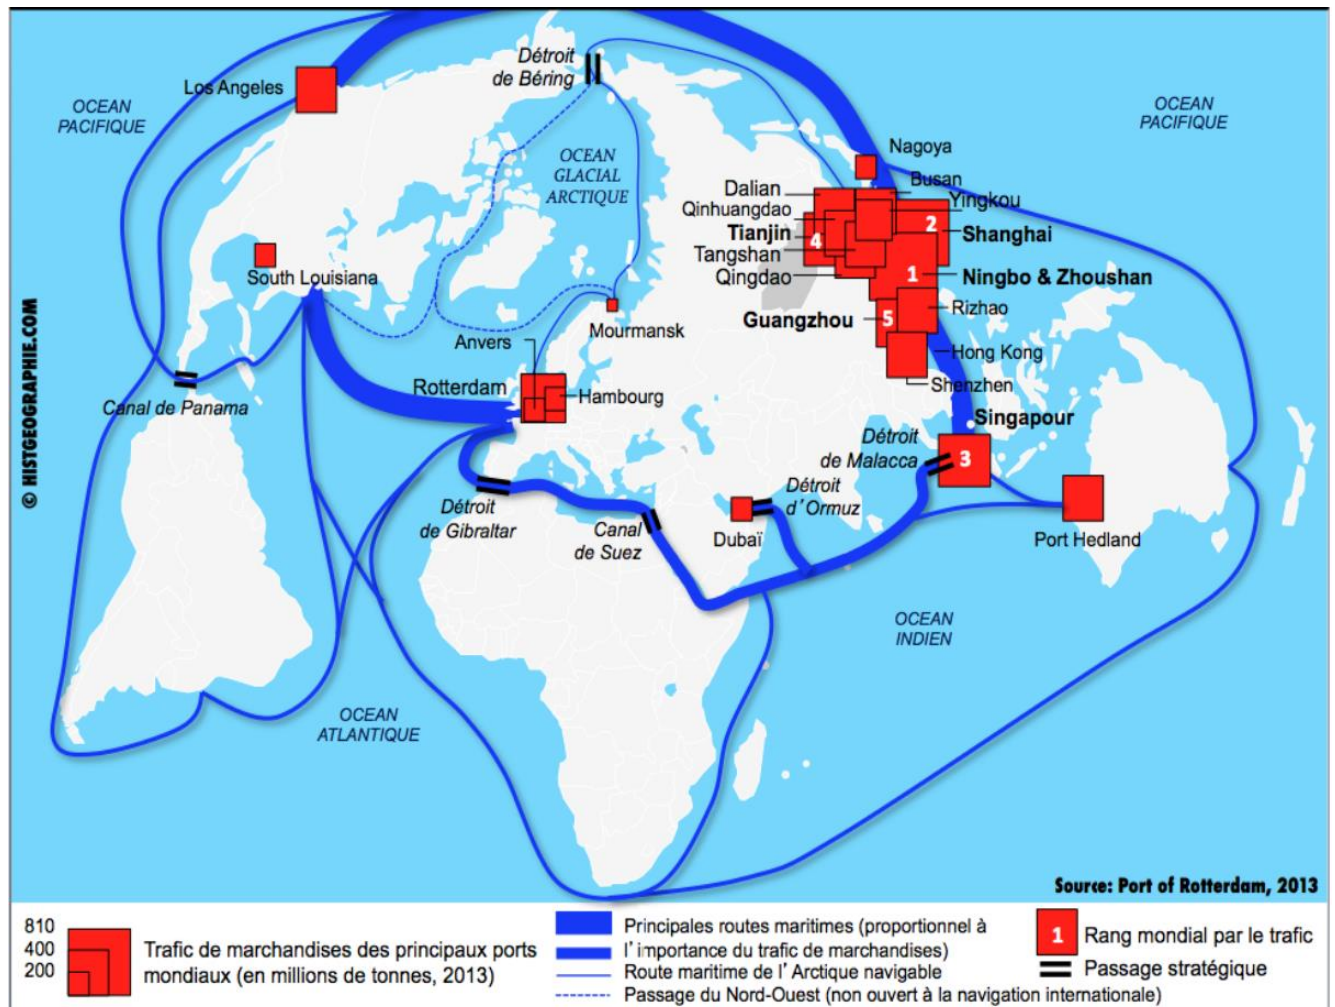 Los Angeles
Détroit
de Béring
OCEAN
PACIFIQUE
OCEAN
PACIFIQUE
OCEAN
GLACIAL
ARCTIQUE
Nagoya
Busan
Dalian
Yingkou
Qinhuangdao
Tianjin
2
Shanghai
4
Tangshan
Qingdao
1
Ningbo & Zhoushan
South Louisiana
Mourmansk
Guangzhou
5
Rizhao
Anvers
Hong Kong
Rotterdam
Hambourg
Shenzhen
Canal de Panama
Singapour
Détroit
de Malacca
3
Détroit
de Gibraltar
Canal
de Suez
Dubaï
Détroit
d'Ormuz
Port Hedland
OCEAN
INDIEN
OCEAN
ATLANTIQUE
© HISTGEOGRAPHIE.COM
Source: Port of Rotterdam, 2013
810
400
200
Trafic de marchandises des principaux ports
mondiaux (en millions de tonnes, 2013)
Principales routes maritimes (proportionnel à
l'importance du trafic de marchandises)
Route maritime de l'Arctique navigable
Passage du Nord-Ouest (non ouvert à la navigation internationale)
1
Rang mondial par le trafic
Passage stratégique